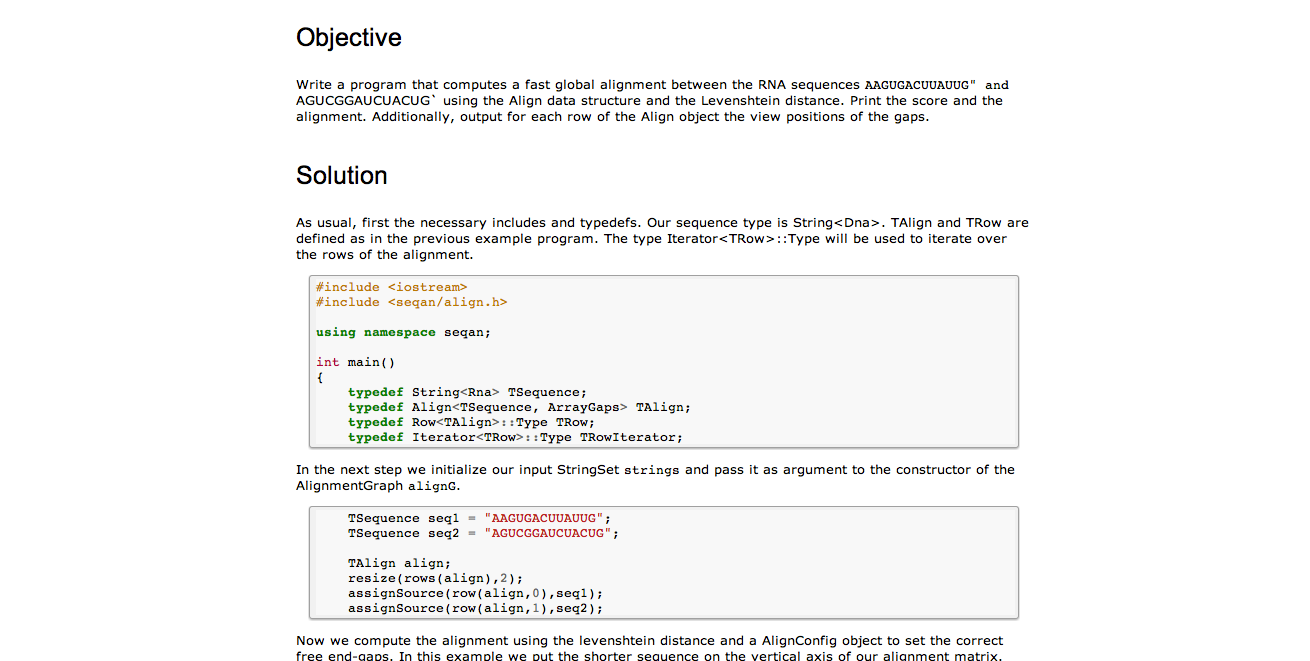 Objective
Write a program that computes a fast global alignment between the RNA sequences AAGUGACUUAUUG" and
AGUCGGAUCUACUG` using the Align data structure and the Levenshtein distance. Print the score and the
alignment. Additionally, output for each row of the Align object the view positions of the gaps.
Solution
As usual, first the necessary includes and typedefs. Our sequence type is String<Dna>. TAlign and TRow are
defined as in the previous example program. The type Iterator<TRow>::Type will be used to iterate over
the rows of the alignment.
#include <iostream>
#include <seqan/align.h>
using namespace seqan;
int main()
{
    typedef String<Rna> TSequence;
    typedef Align<TSequence, ArrayGaps> TAlign;
    typedef Row<TAlign>::Type TRow;
    typedef Iterator<TRow>::Type TRowIterator;
In the next step we initialize our input StringSet strings and pass it as argument to the constructor of the
AlignmentGraph alignG.
    TSequence seq1 = "AAGUGACUUAUUG";
    TSequence seq2 = "AGUCGGAUCUACUG";
    TAlign align;
    resize(rows(align),2);
    assignSource(row(align,0),seq1);
    assignSource(row(align,1),seq2);
Now we compute the alignment using the levenshtein distance and a AlignConfig object to set the correct
free end-gaps. In this example we put the shorter sequence on the vertical axis of our alignment matrix.